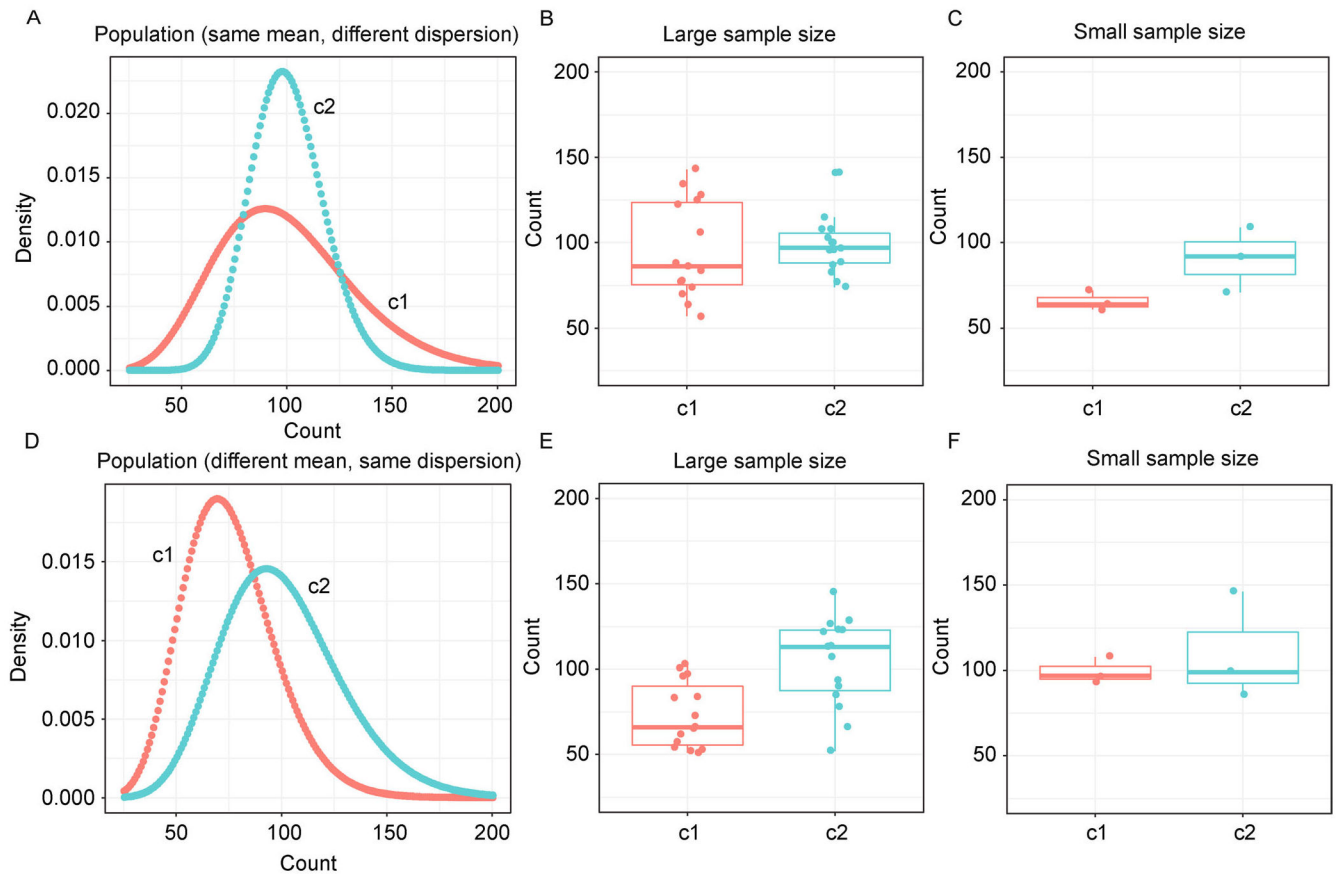 A
Population (same mean, different dispersion)
0.020
0.015
0.010
0.005
0.000
Density
c2
c1
50
100
150
200
Count
B
Large sample size
200
150
100
50
Count
c1
c2
C
Small sample size
200
150
100
50
Count
c1
c2
D
Population (different mean, same dispersion)
0.015
0.010
0.005
0.000
Density
c1
c2
50
100
150
200
Count
E
Large sample size
200
150
100
50
Count
c1
c2
F
Small sample size
200
150
100
50
Count
c1
c2